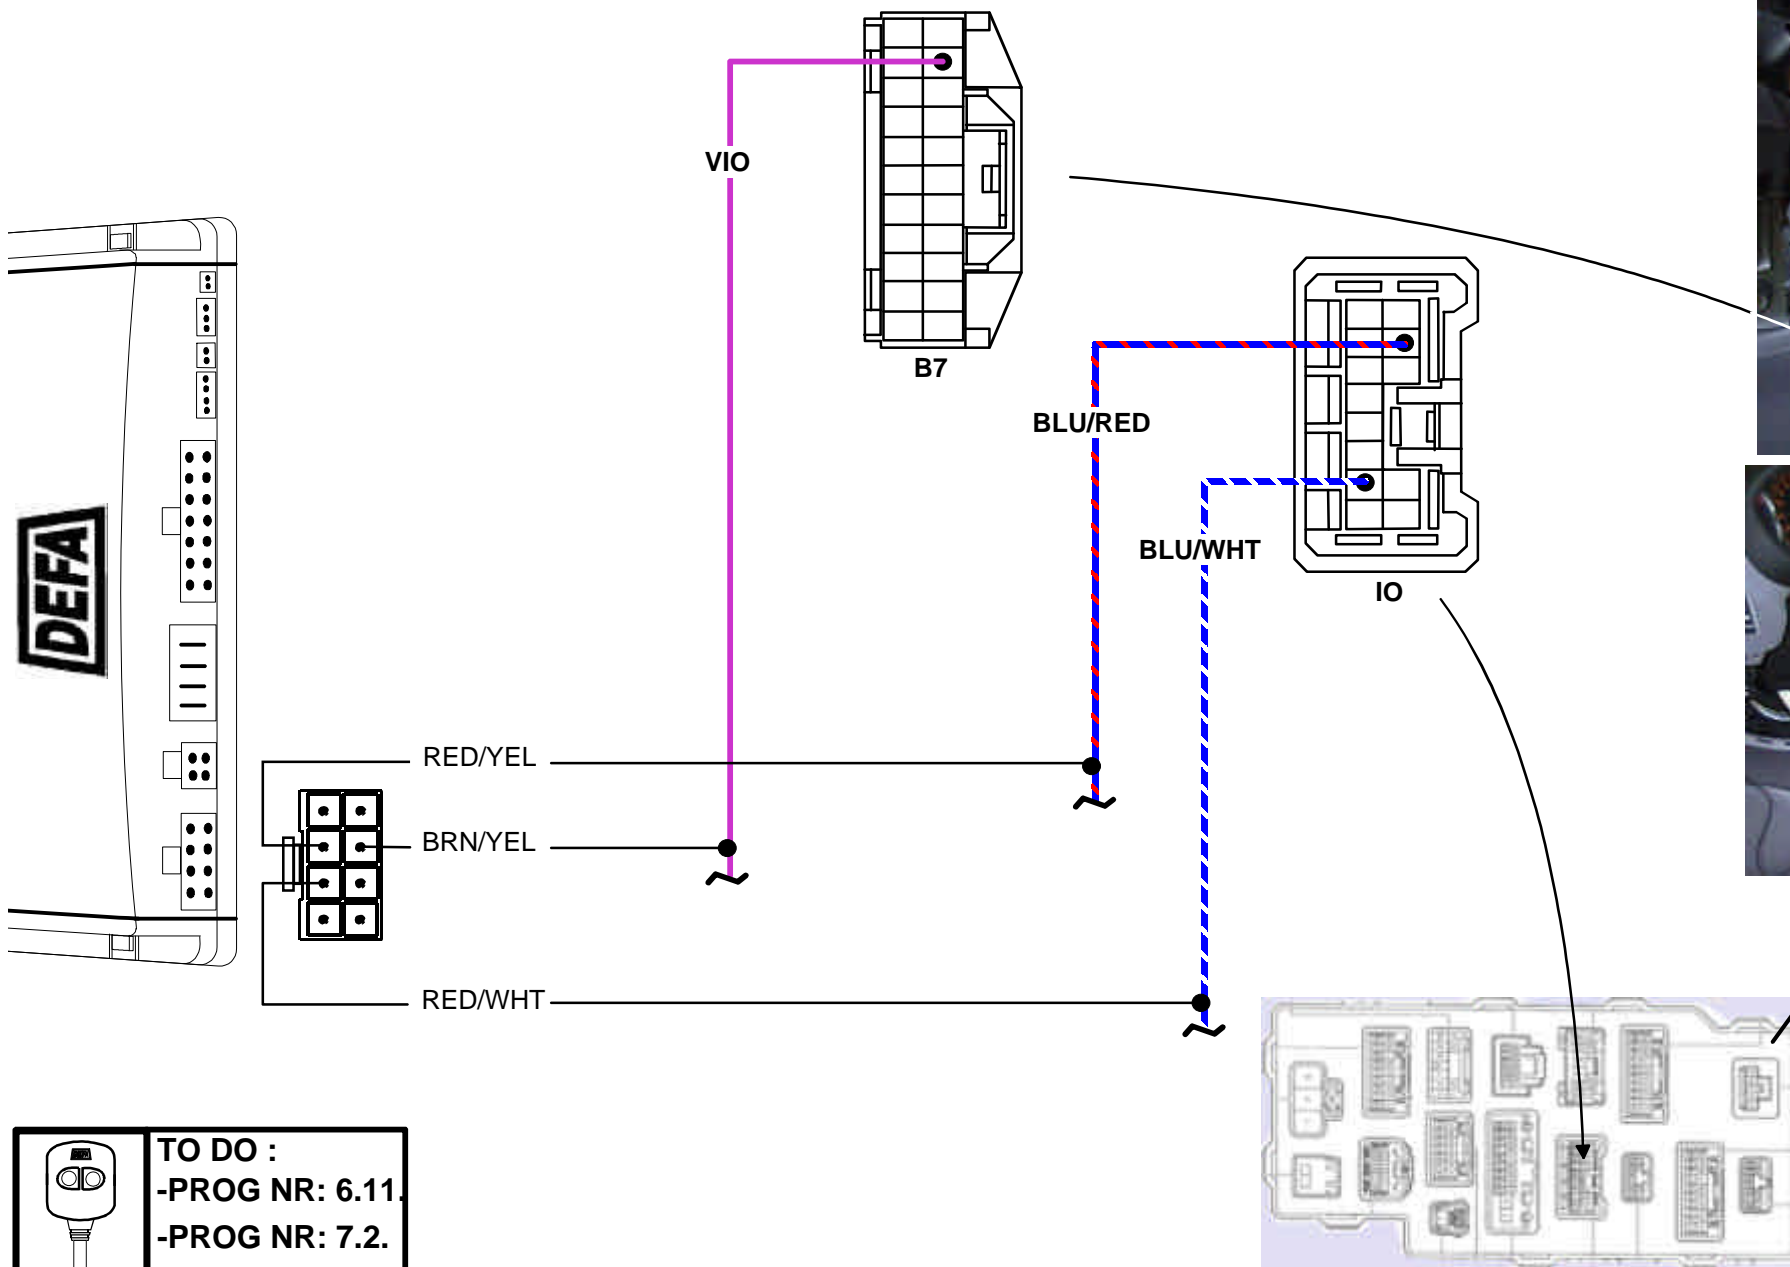 VIO
B7
BLU/RED
BLU/WHT
IO
DEFA
RED/YEL
BRN/YEL
RED/WHT
TO DO :
-PROG NR: 6.11.
-PROG NR: 7.2.